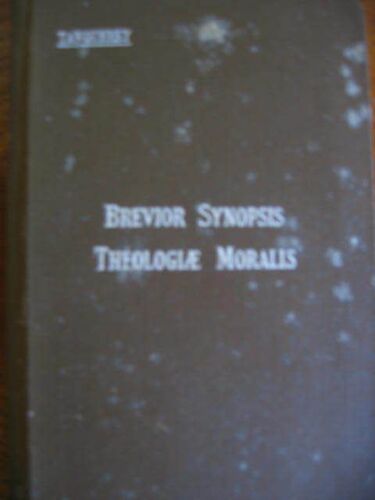 TANQUEREY
BREVIOR SYNOPSIS
THEOLOGIÆ MORALIS